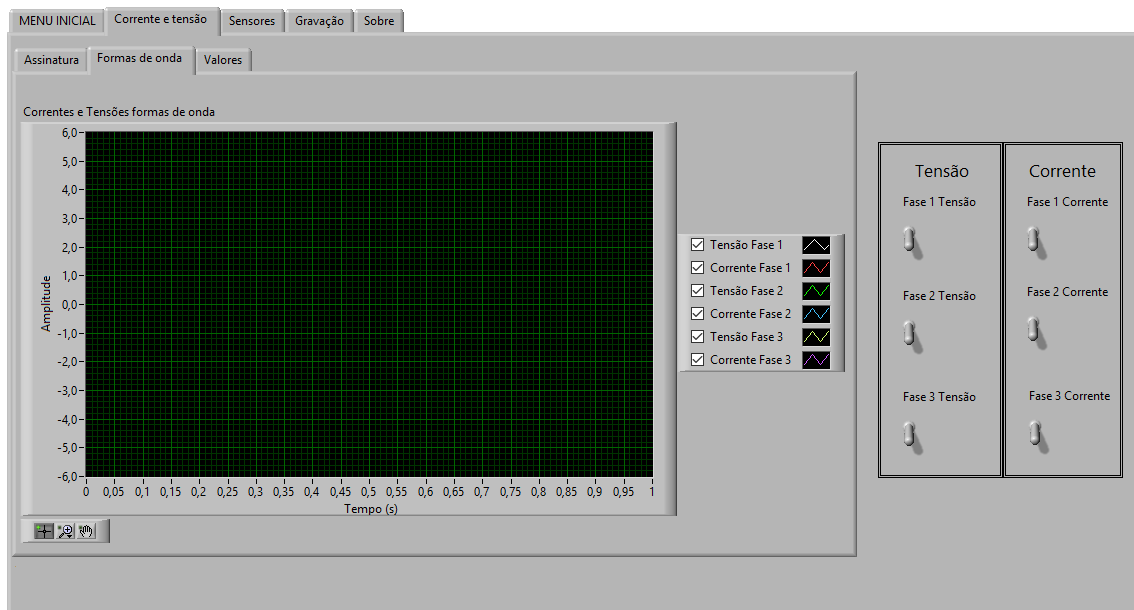 MENU INICIAL Corrente e tensão Sensores Gravação Sobre
Assinatura Formas de onda Valores
Correntes e Tensões formas de onda
6,0
5,0
4,0
3,0
2,0
1,0
0,0
-1,0
-2,0
-3,0
-4,0
-5,0
-6,0
Amplitude
0 0,05 0,1 0,15 0,2 0,25 0,3 0,35 0,4 0,45 0,5 0,55 0,6 0,65 0,7 0,75 0,8 0,85 0,9 0,95 1
Tempo (s)
Tensão Fase 1
Corrente Fase 1
Tensão Fase 2
Corrente Fase 2
Tensão Fase 3
Corrente Fase 3
Tensão Corrente
Fase 1 Tensão Fase 1 Corrente
Fase 2 Tensão Fase 2 Corrente
Fase 3 Tensão Fase 3 Corrente